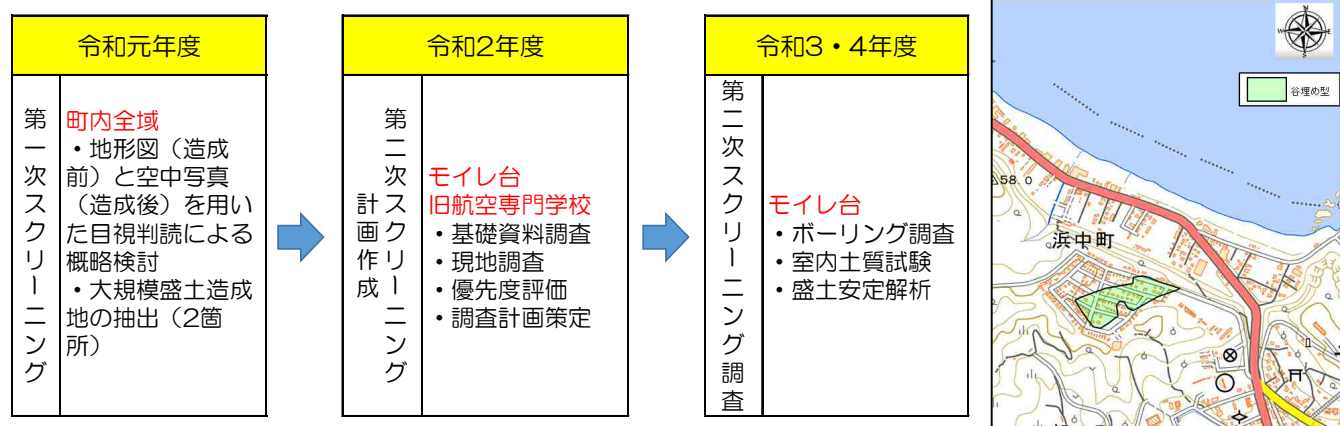 令和元年度
第一次スクリーニング
町内全域
・地形図（造成
前）と空中写真
（造成後）を用い
た目視判読による
概略検討
・大規模盛土造成
地の抽出（2箇
所）
令和2年度
第二次スクリーニング
計画作成
モイレ台
旧航空専門学校
・基礎資料調査
・現地調査
・優先度評価
・調査計画策定
令和3・4年度
第二次スクリーニング調査
モイレ台
・ボーリング調査
・室内土質試験
・盛土安定解析
N
W
E
S
谷埋め型
58.0
浜中町